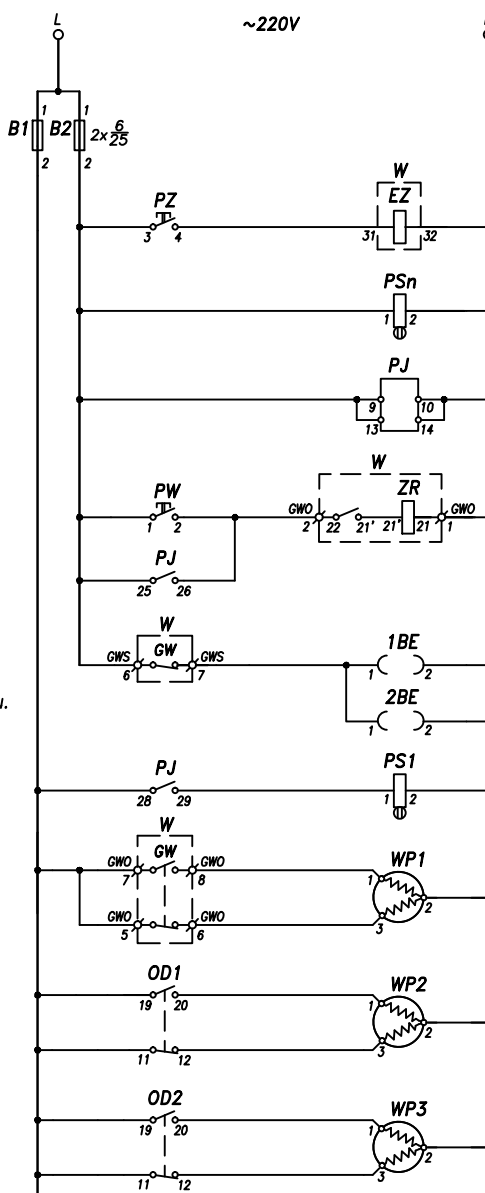 L ~220V
1 1
B1 B2 2x 6/25
2 2
W
PZ EZ
3 4 31 32
PSn
1 2
PJ
9 10
13 14
W
PW ZR
GWO GWO
1 2 2 22 21' 21' 21 1
PJ
25 26
W
GWS GW GWS 1BE
6 7 1 2
2BE
1 2
PJ PS1
28 29 1 2
W
GWO GW GWO WP1
7 8 1
2
GWO GWO
5 6 3
OD1 WP2
19 20 1
2
11 12 3
OD2 WP3
19 20 1
2
11 12 3